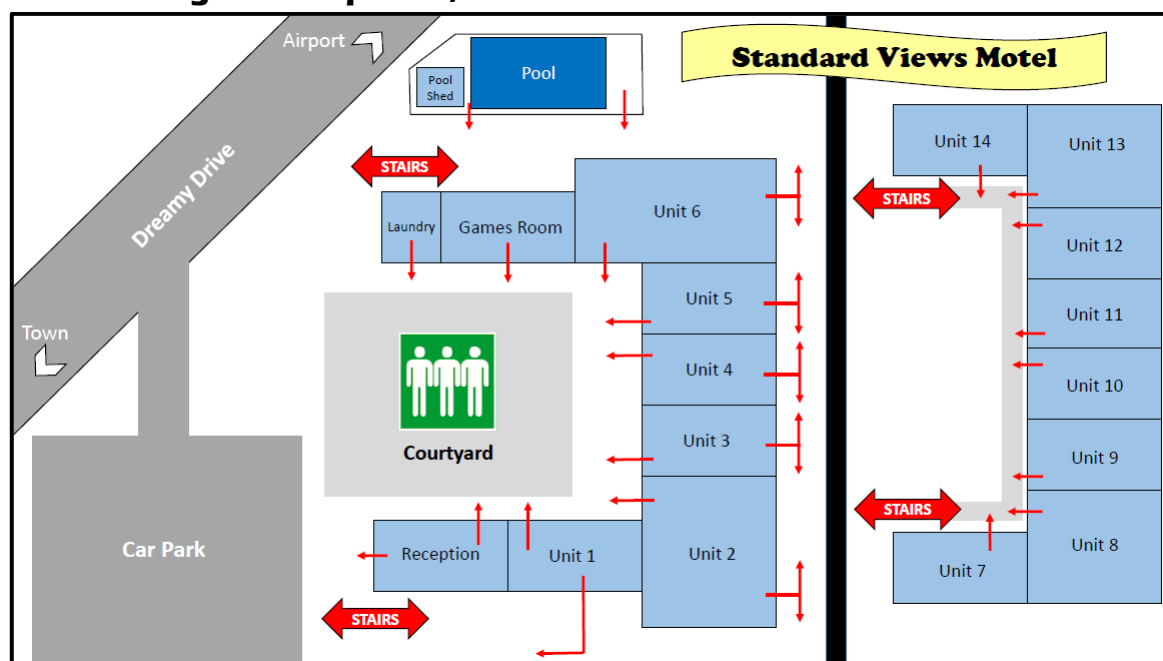 Airport
Dreamy Drive
Town
Car Park
Pool
Shed
Pool
Standard Views Motel
STAIRS
Laundry
Games Room
Unit 6
Unit 5
Unit 4
Unit 3
Unit 2
Courtyard
Reception
Unit 1
STAIRS
Unit 14
Unit 13
STAIRS
Unit 12
Unit 11
Unit 10
Unit 9
STAIRS
Unit 8
Unit 7